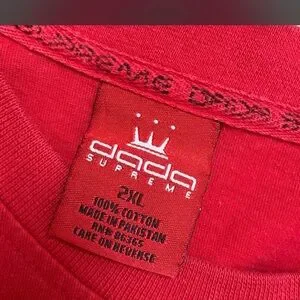 dada
SUPREME
2XL
100% COTTON
MADE IN PAKISTAN
RN# 86365
CARE ON REVERSE